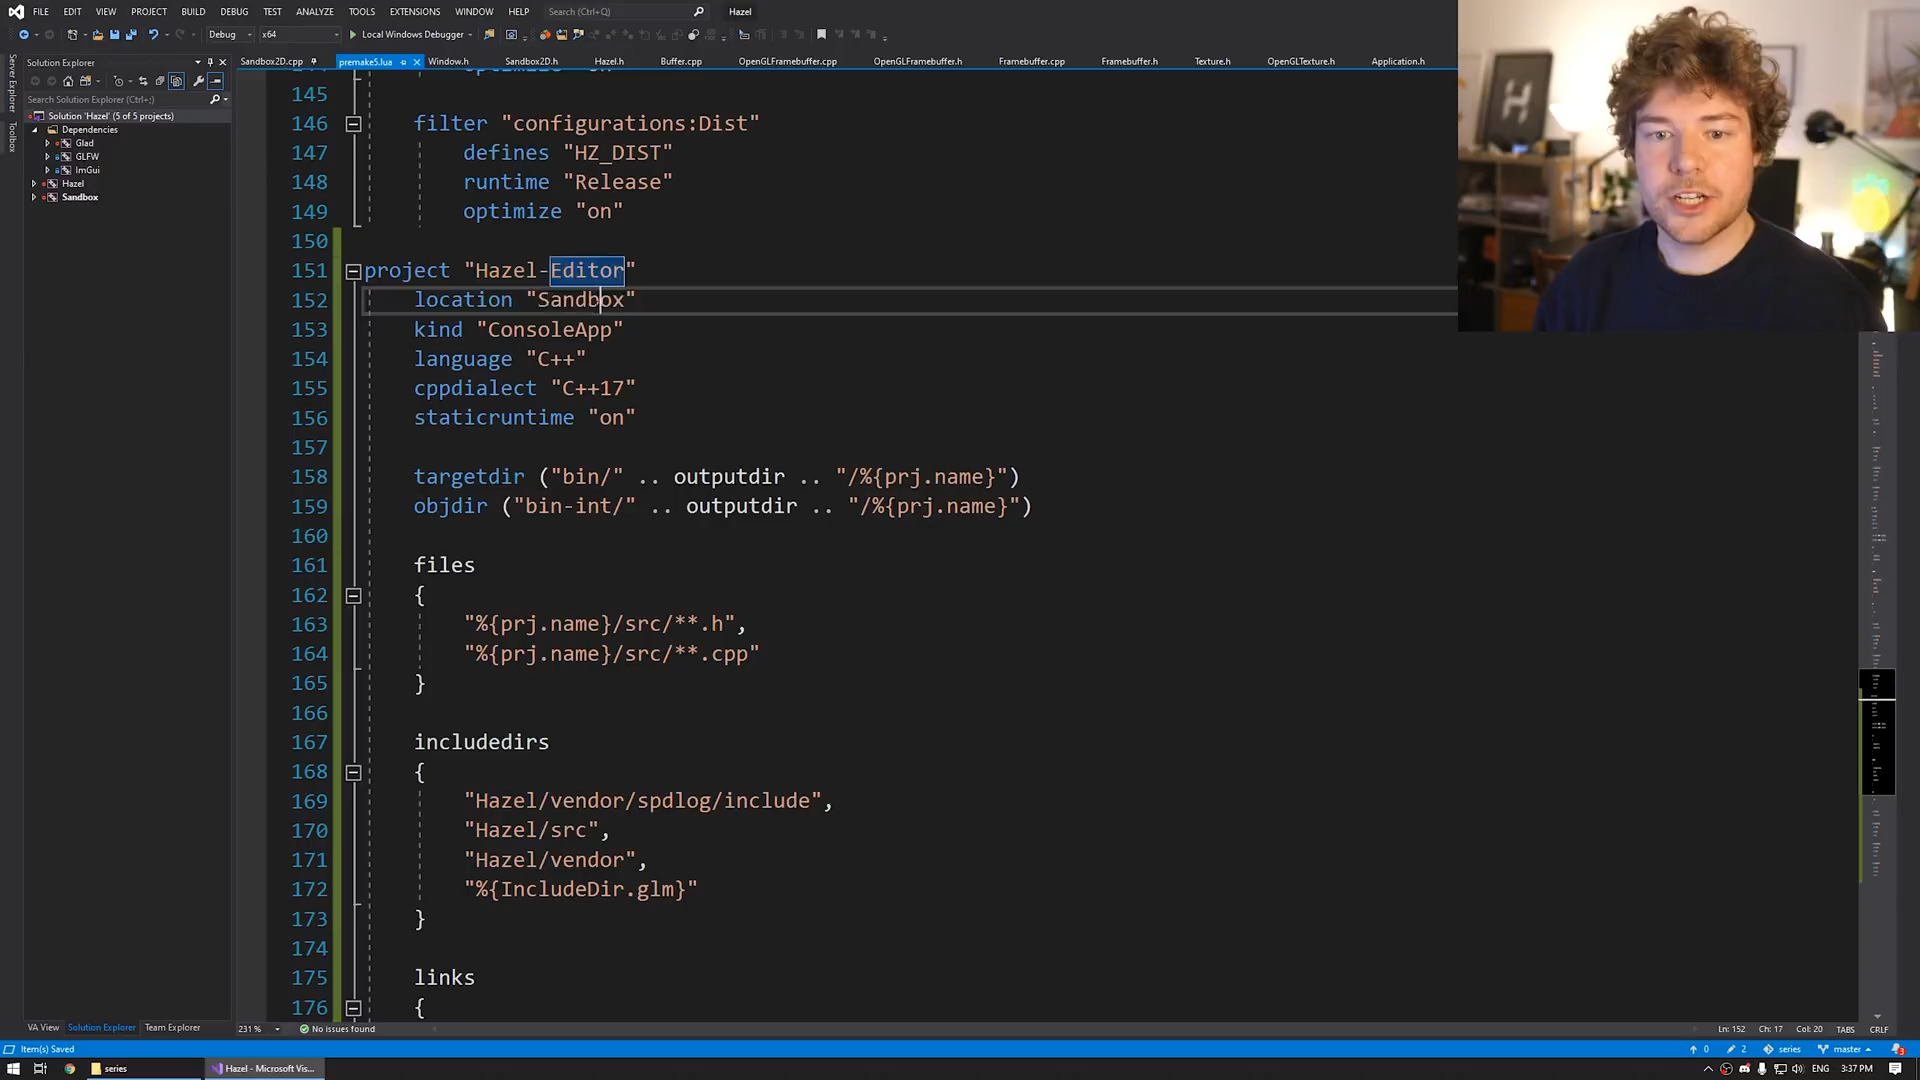 FILE EDIT VIEW PROJECT BUILD DEBUG TEST ANALYZE TOOLS EXTENSIONS WINDOW HELP Search (Ctrl+Q) Hazel
Debug x64 Local Windows Debugger
Server Explorer
Toolbox
Solution Explorer
Search Solution Explorer (Ctrl+;)
Solution 'Hazel' (5 of 5 projects)
Dependencies
Glad
GLFW
ImGui
Hazel
Sandbox
Sandbox2D.cpp premake5.lua Window.h Sandbox2D.h Hazel.h Buffer.cpp OpenGLFramebuffer.cpp OpenGLFramebuffer.h Framebuffer.cpp Framebuffer.h Texture.h OpenGLTexture.h Application.h
145
146 filter "configurations:Dist"
147 defines "HZ_DIST"
148 runtime "Release"
149 optimize "on"
150
151 project "Hazel-Editor"
152 location "Sandbox"
153 kind "ConsoleApp"
154 language "C++"
155 cppdialect "C++17"
156 staticruntime "on"
157
158 targetdir ("bin/" .. outputdir .. "/%{prj.name}")
159 objdir ("bin-int/" .. outputdir .. "/%{prj.name}")
160
161 files
162 {
163 "%{prj.name}/src/**.h",
164 "%{prj.name}/src/**.cpp"
165 }
166
167 includedirs
168 {
169 "Hazel/vendor/spdlog/include",
170 "Hazel/src",
171 "Hazel/vendor",
172 "%{IncludeDir.glm}"
173 }
174
175 links
176 {
VA View Solution Explorer Team Explorer
231 % No issues found Ln: 152 Ch: 17 Col: 20 TABS CRLF
Item(s) Saved 0 2 series master 3
series Hazel - Microsoft Vis... ENG 3:37 PM